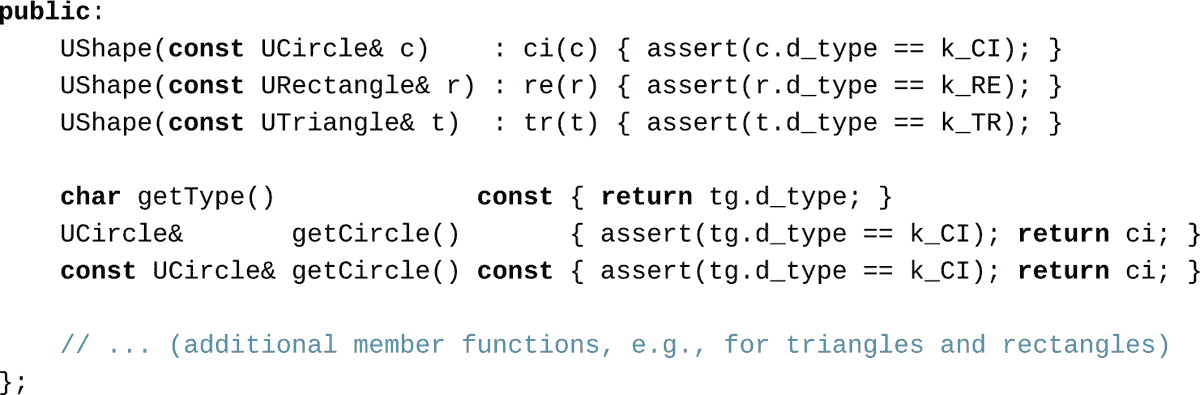 public:
    UShape(const UCircle& c)    : ci(c) { assert(c.d_type == k_CI); }
    UShape(const URectangle& r) : re(r) { assert(r.d_type == k_RE); }
    UShape(const UTriangle& t)  : tr(t) { assert(t.d_type == k_TR); }

    char getType()             const { return tg.d_type; }
    UCircle&       getCircle()       { assert(tg.d_type == k_CI); return ci; }
    const UCircle& getCircle() const { assert(tg.d_type == k_CI); return ci; }

    // ... (additional member functions, e.g., for triangles and rectangles)
};